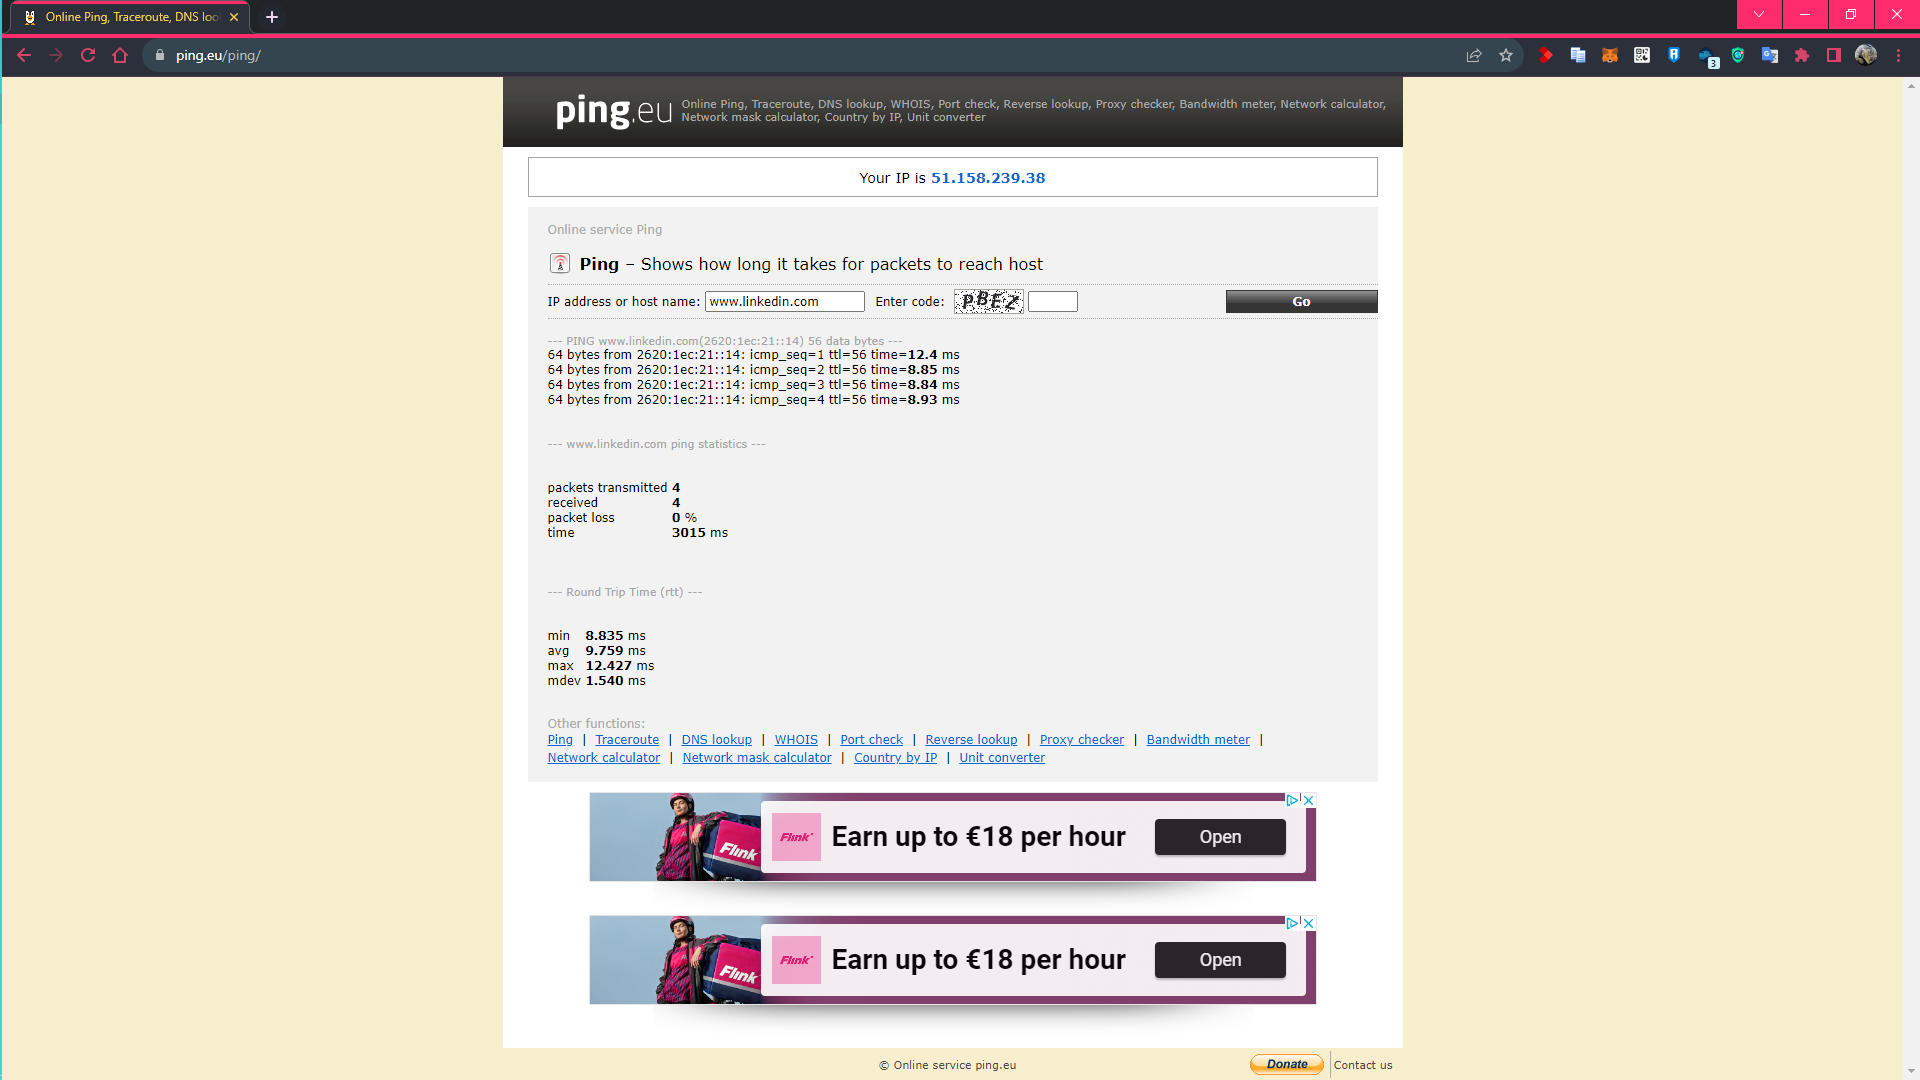 Online Ping, Traceroute, DNS loo
ping.eu/ping/
3
ping.eu
Online Ping, Traceroute, DNS lookup, WHOIS, Port check, Reverse lookup, Proxy checker, Bandwidth meter, Network calculator,
Network mask calculator, Country by IP, Unit converter
Your IP is 51.158.239.38
Online service Ping
Ping – Shows how long it takes for packets to reach host
IP address or host name: www.linkedin.com Enter code: PBEZ Go
--- PING www.linkedin.com(2620:1ec:21::14) 56 data bytes ---
64 bytes from 2620:1ec:21::14: icmp_seq=1 ttl=56 time=12.4 ms
64 bytes from 2620:1ec:21::14: icmp_seq=2 ttl=56 time=8.85 ms
64 bytes from 2620:1ec:21::14: icmp_seq=3 ttl=56 time=8.84 ms
64 bytes from 2620:1ec:21::14: icmp_seq=4 ttl=56 time=8.93 ms
--- www.linkedin.com ping statistics ---
packets transmitted 4
received 4
packet loss 0 %
time 3015 ms
--- Round Trip Time (rtt) ---
min 8.835 ms
avg 9.759 ms
max 12.427 ms
mdev 1.540 ms
Other functions:
Ping | Traceroute | DNS lookup | WHOIS | Port check | Reverse lookup | Proxy checker | Bandwidth meter |
Network calculator | Network mask calculator | Country by IP | Unit converter
Flink Flink Earn up to €18 per hour Open
Flink Flink Earn up to €18 per hour Open
© Online service ping.eu Donate Contact us